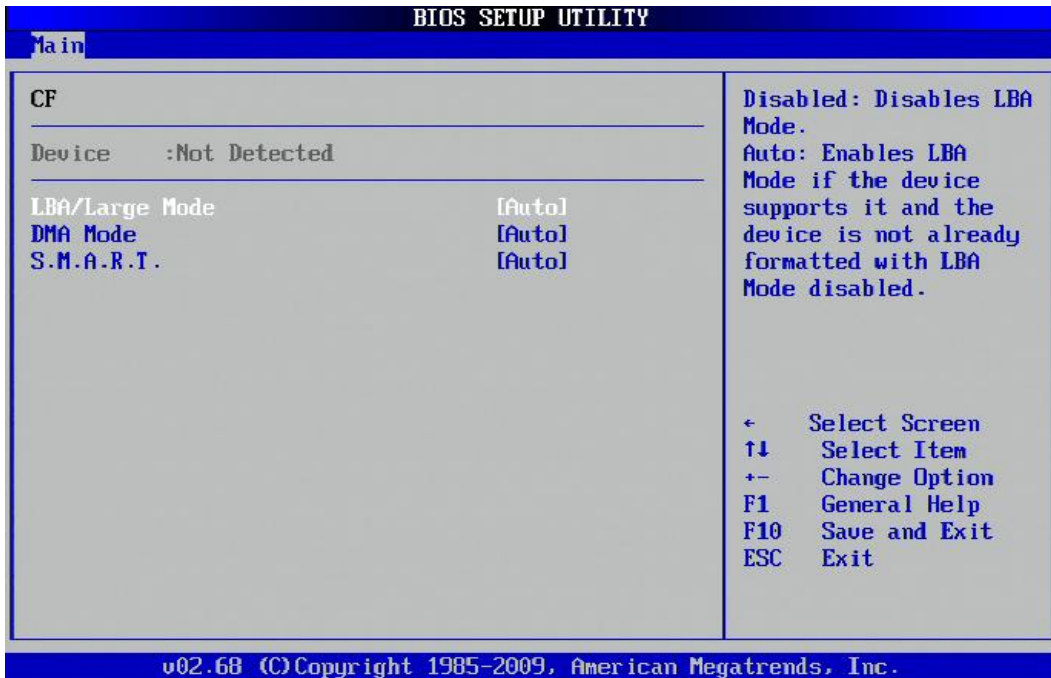 BIOS SETUP UTILITY
Main
CF
Device :Not Detected
LBA/Large Mode [Auto]
DMA Mode [Auto]
S.M.A.R.T. [Auto]
Disabled: Disables LBA
Mode.
Auto: Enables LBA
Mode if the device
supports it and the
device is not already
formatted with LBA
Mode disabled.
← Select Screen
↑↓ Select Item
+- Change Option
F1 General Help
F10 Save and Exit
ESC Exit
v02.68 (C)Copyright 1985-2009, American Megatrends, Inc.